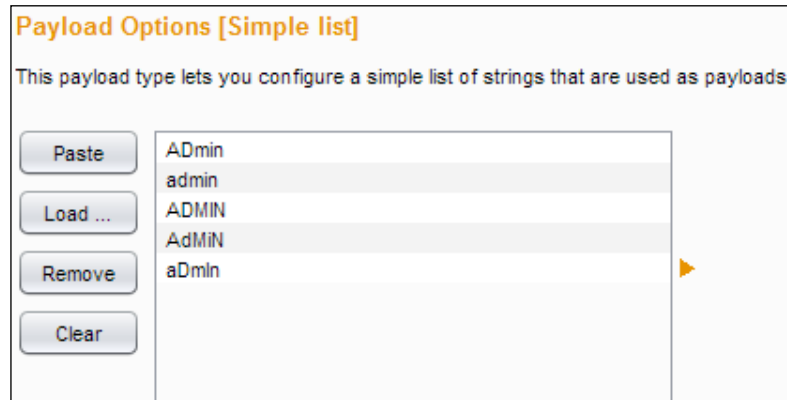 Payload Options [Simple list]
This payload type lets you configure a simple list of strings that are used as payloads
Paste
Load ...
Remove
Clear
ADmin
admin
ADMIN
AdMiN
aDmIn